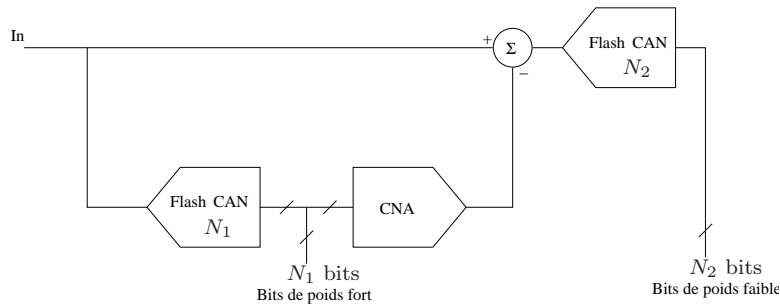 In
+
Σ
−
Flash CAN
N₂
Flash CAN
N₁
CNA
N₁ bits
Bits de poids fort
N₂ bits
Bits de poids faible